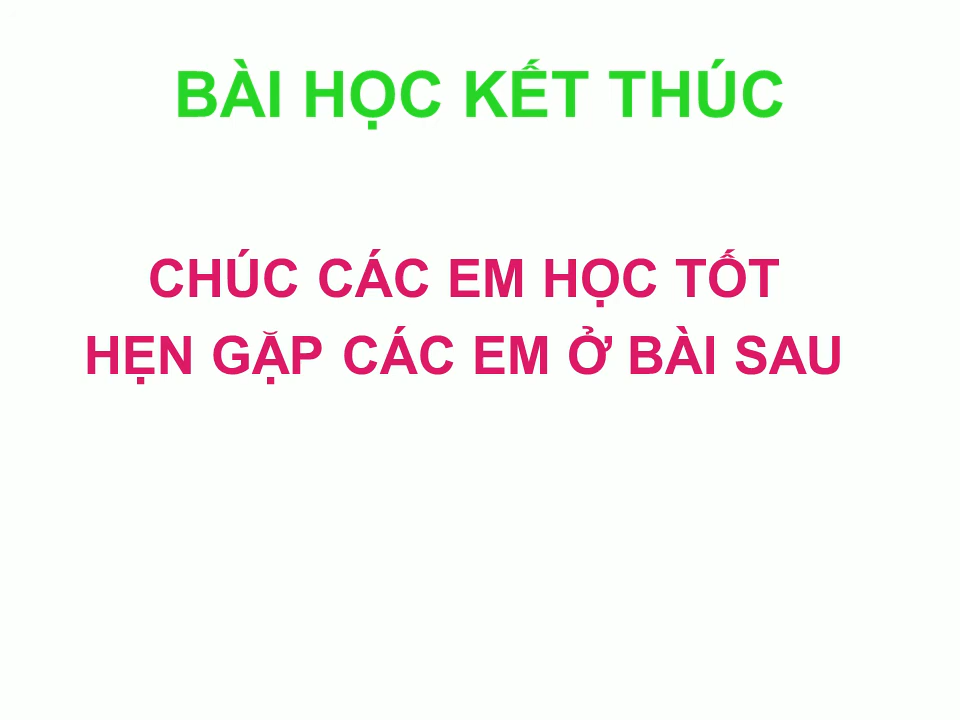 BÀI HỌC KẾT THÚC
CHÚC CÁC EM HỌC TỐT
HẸN GẶP CÁC EM Ở BÀI SAU